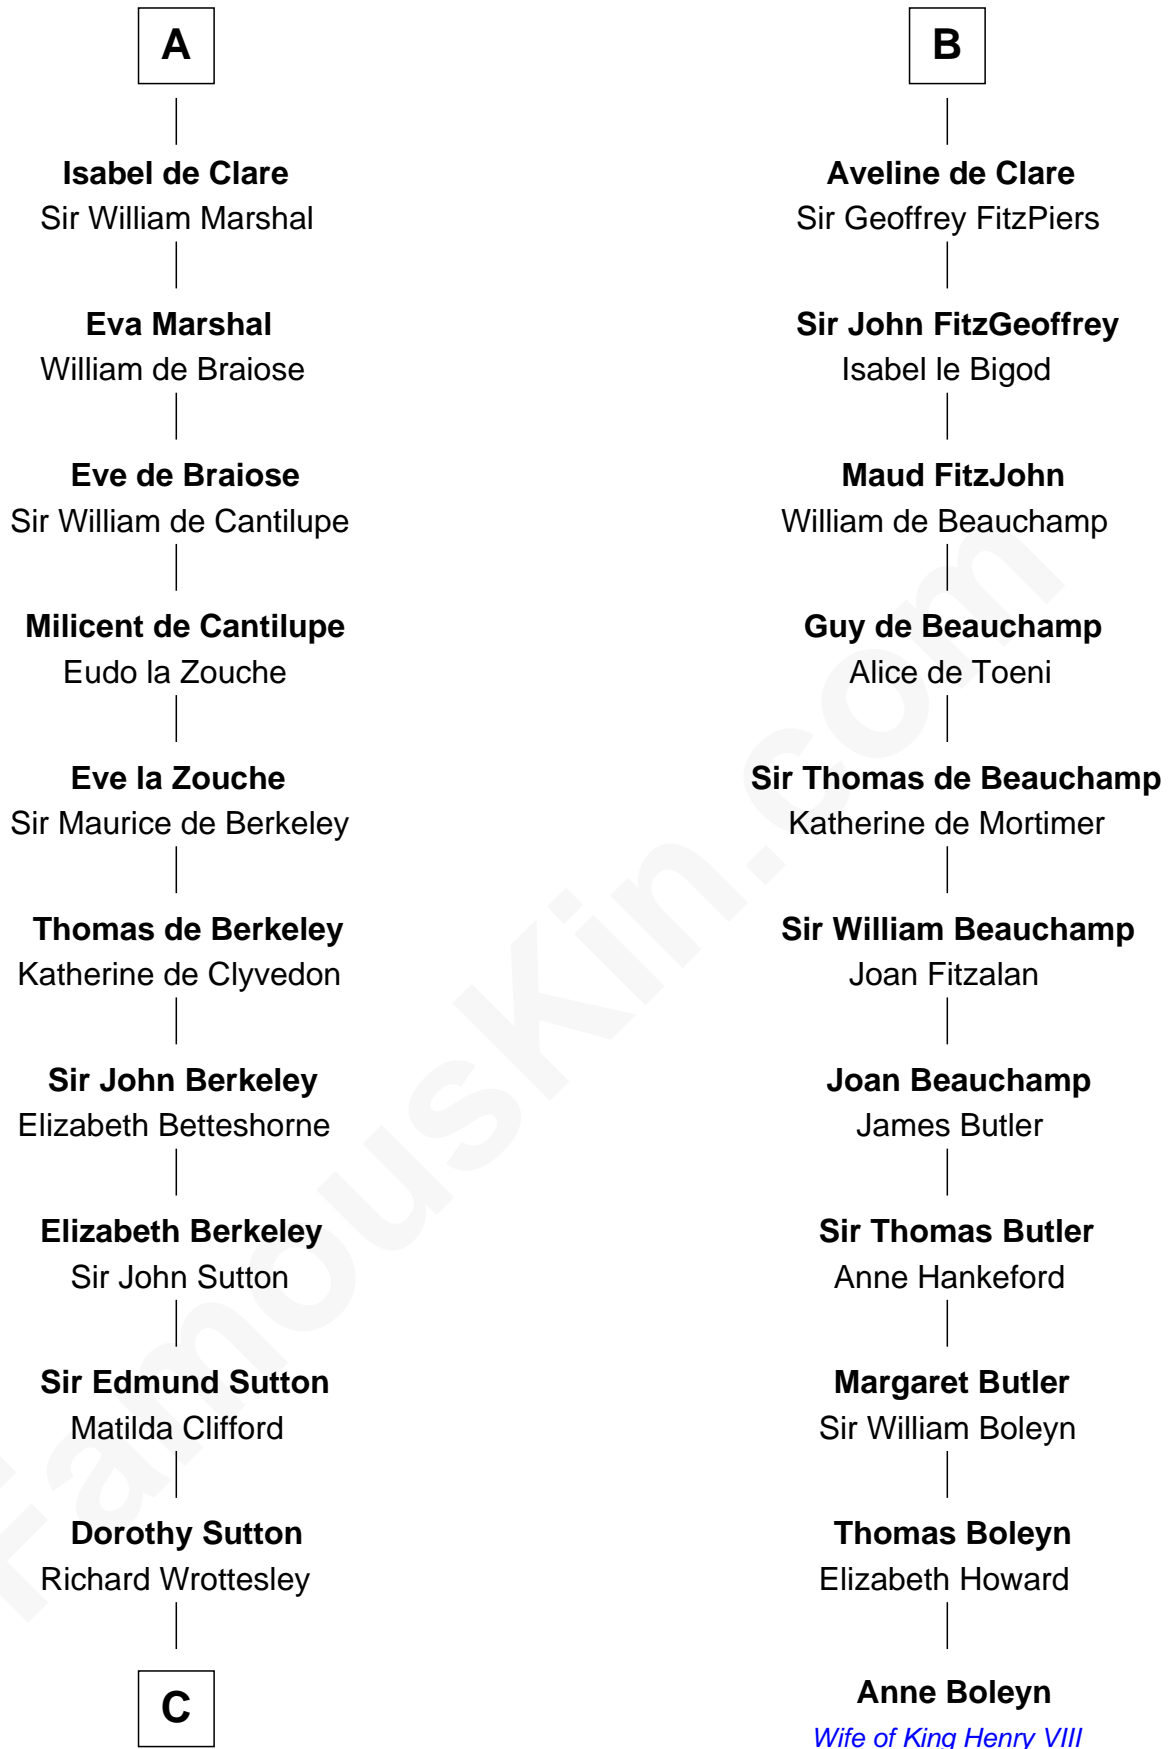 A
Isabel de Clare
Sir William Marshal
Eva Marshal
William de Braiose
Eve de Braiose
Sir William de Cantilupe
Milicent de Cantilupe
Eudo la Zouche
Eve la Zouche
Sir Maurice de Berkeley
Thomas de Berkeley
Katherine de Clyvedon
Sir John Berkeley
Elizabeth Betteshorne
Elizabeth Berkeley
Sir John Sutton
Sir Edmund Sutton
Matilda Clifford
Dorothy Sutton
Richard Wrottesley
C
B
Aveline de Clare
Sir Geoffrey FitzPiers
Sir John FitzGeoffrey
Isabel le Bigod
Maud FitzJohn
William de Beauchamp
Guy de Beauchamp
Alice de Toeni
Sir Thomas de Beauchamp
Katherine de Mortimer
Sir William Beauchamp
Joan Fitzalan
Joan Beauchamp
James Butler
Sir Thomas Butler
Anne Hankeford
Margaret Butler
Sir William Boleyn
Thomas Boleyn
Elizabeth Howard
Anne Boleyn
Wife of King Henry VIII
FamousKin.com